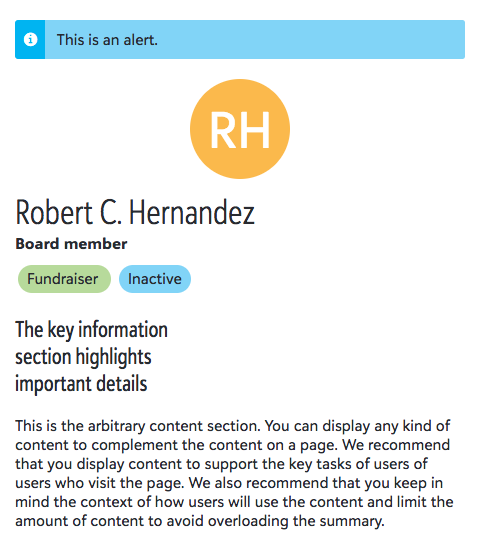 This is an alert.
RH
Robert C. Hernandez
Board member
Fundraiser Inactive
The key information
section highlights
important details
This is the arbitrary content section. You can display any kind of
content to complement the content on a page. We recommend
that you display content to support the key tasks of users of
users who visit the page. We also recommend that you keep in
mind the context of how users will use the content and limit the
amount of content to avoid overloading the summary.